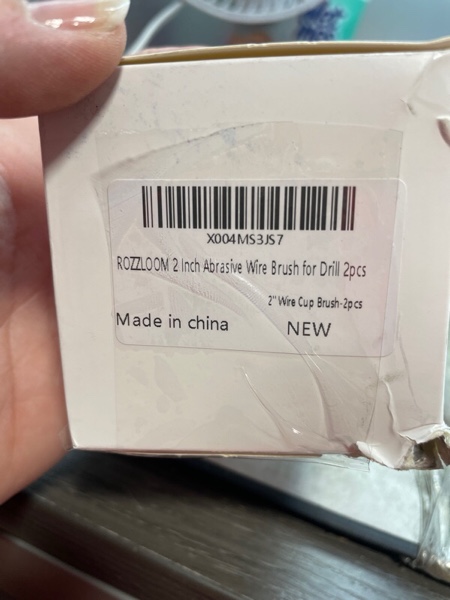 X004MS3JS7
ROZZLOOM 2 Inch Abrasive Wire Brush for Drill 2pcs
2" Wire Cup Brush-2pcs
Made in china NEW